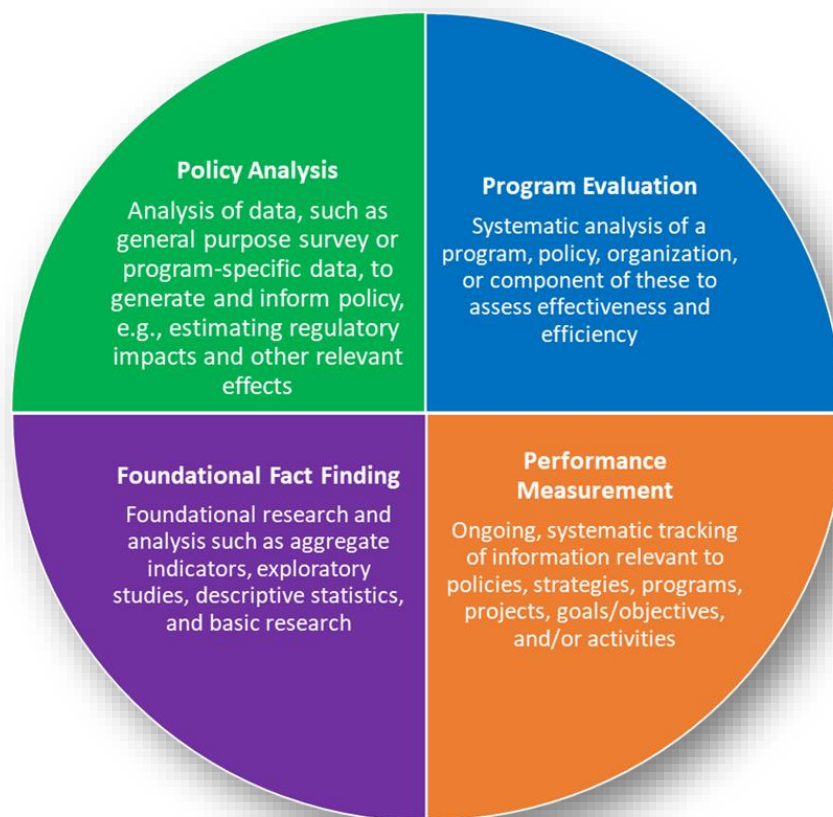 Policy Analysis
Analysis of data, such as
general purpose survey or
program-specific data, to
generate and inform policy,
e.g., estimating regulatory
impacts and other relevant
effects
Program Evaluation
Systematic analysis of a
program, policy, organization,
or component of these to
assess effectiveness and
efficiency
Foundational Fact Finding
Foundational research and
analysis such as aggregate
indicators, exploratory
studies, descriptive statistics,
and basic research
Performance
Measurement
Ongoing, systematic tracking
of information relevant to
policies, strategies, programs,
projects, goals/objectives,
and/or activities